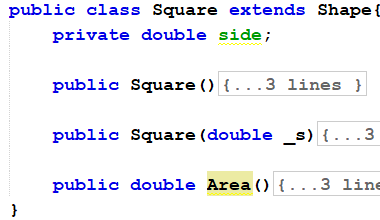 public class Square extends Shape{
private double side;
public Square(){...3 lines }
public Square(double _s){...3
public double Area(){...3 line
}